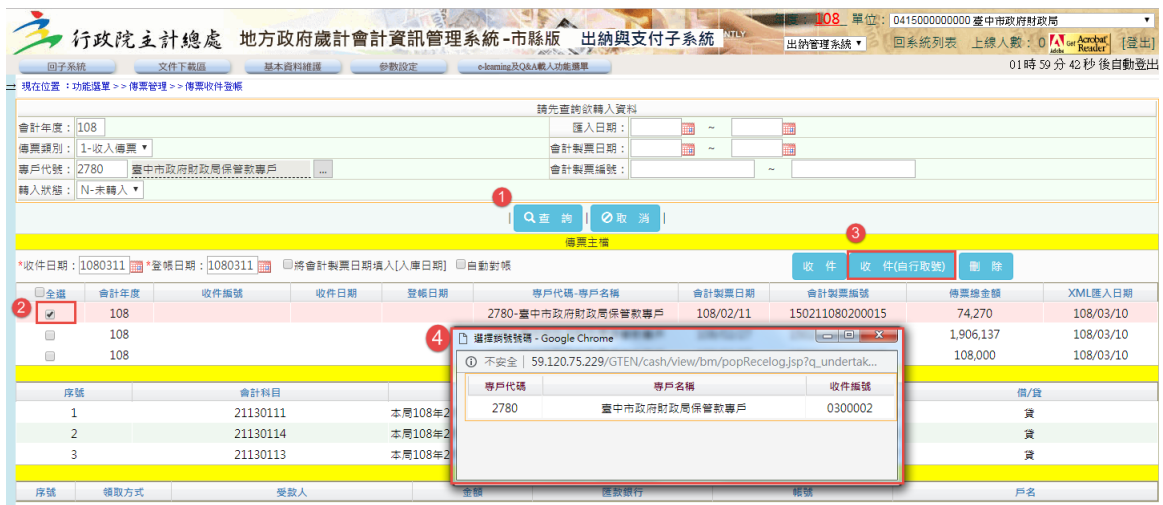 年度： 108 單位： 0415000000000 臺中市政府財政局
行政院主計總處 地方政府歲計會計資訊管理系統-市縣版 出納與支付子系統
出納管理系統 回系統列表 上線人數： 0 Get Adobe Acrobat Reader [登出]
回子系統 文件下載區 基本資料維護 參數設定 e-learning及Q&A載入功能選單 01時 59 分 42 秒 後自動登出
現在位置 ：功能選單 >> 傳票管理 >> 傳票收件登帳
請先查詢欲轉入資料
會計年度： 108 匯入日期： ~
傳票類別： 1-收入傳票 會計製票日期： ~
專戶代號： 2780 臺中市政府財政局保管款專戶 ... 會計製票編號： ~
轉入狀態： N-未轉入
1
| 查 詢 | 取 消 |
傳票主檔
3
*收件日期： 1080311 *登帳日期： 1080311 將會計製票日期填入[入庫日期] 自動對帳 收 件 收 件(自行取號) 刪 除
全選 會計年度 收件編號 收件日期 登帳日期 專戶代碼-專戶名稱 會計製票日期 會計製票編號 傳票總金額 XML匯入日期
2 108 2780-臺中市政府財政局保管款專戶 108/02/11 150211080200015 74,270 108/03/10
108 1,906,137 108/03/10
108 108,000 108/03/10
4 選擇銷號號碼 - Google Chrome
不安全 | 59.120.75.229/GTEN/cash/view/bm/popRecelog.jsp?q_undertak...
專戶代碼 專戶名稱 收件編號
2780 臺中市政府財政局保管款專戶 0300002
序號 會計科目 借/貸
1 21130111 本局108年2 貸
2 21130114 本局108年2 貸
3 21130113 本局108年2 貸
序號 領取方式 受款人 金額 匯款銀行 帳號 戶名